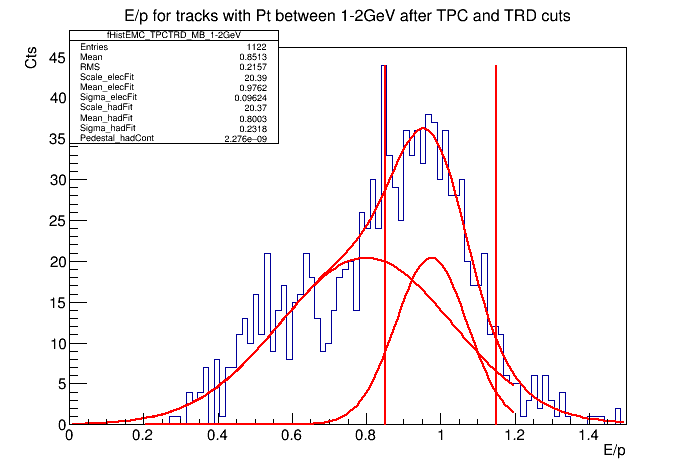 E/p for tracks with Pt between 1-2GeV after TPC and TRD cuts
fHistEMC_TPCTRD_MB_1-2GeV
Entries 1122
Mean 0.8513
RMS 0.2157
Scale_elecFit 20.39
Mean_elecFit 0.9762
Sigma_elecFit 0.09624
Scale_hadFit 20.37
Mean_hadFit 0.8003
Sigma_hadFit 0.2318
Pedestal_hadCont 2.276e-09
Cts
45
40
35
30
25
20
15
10
5
0
0 0.2 0.4 0.6 0.8 1 1.2 1.4
E/p